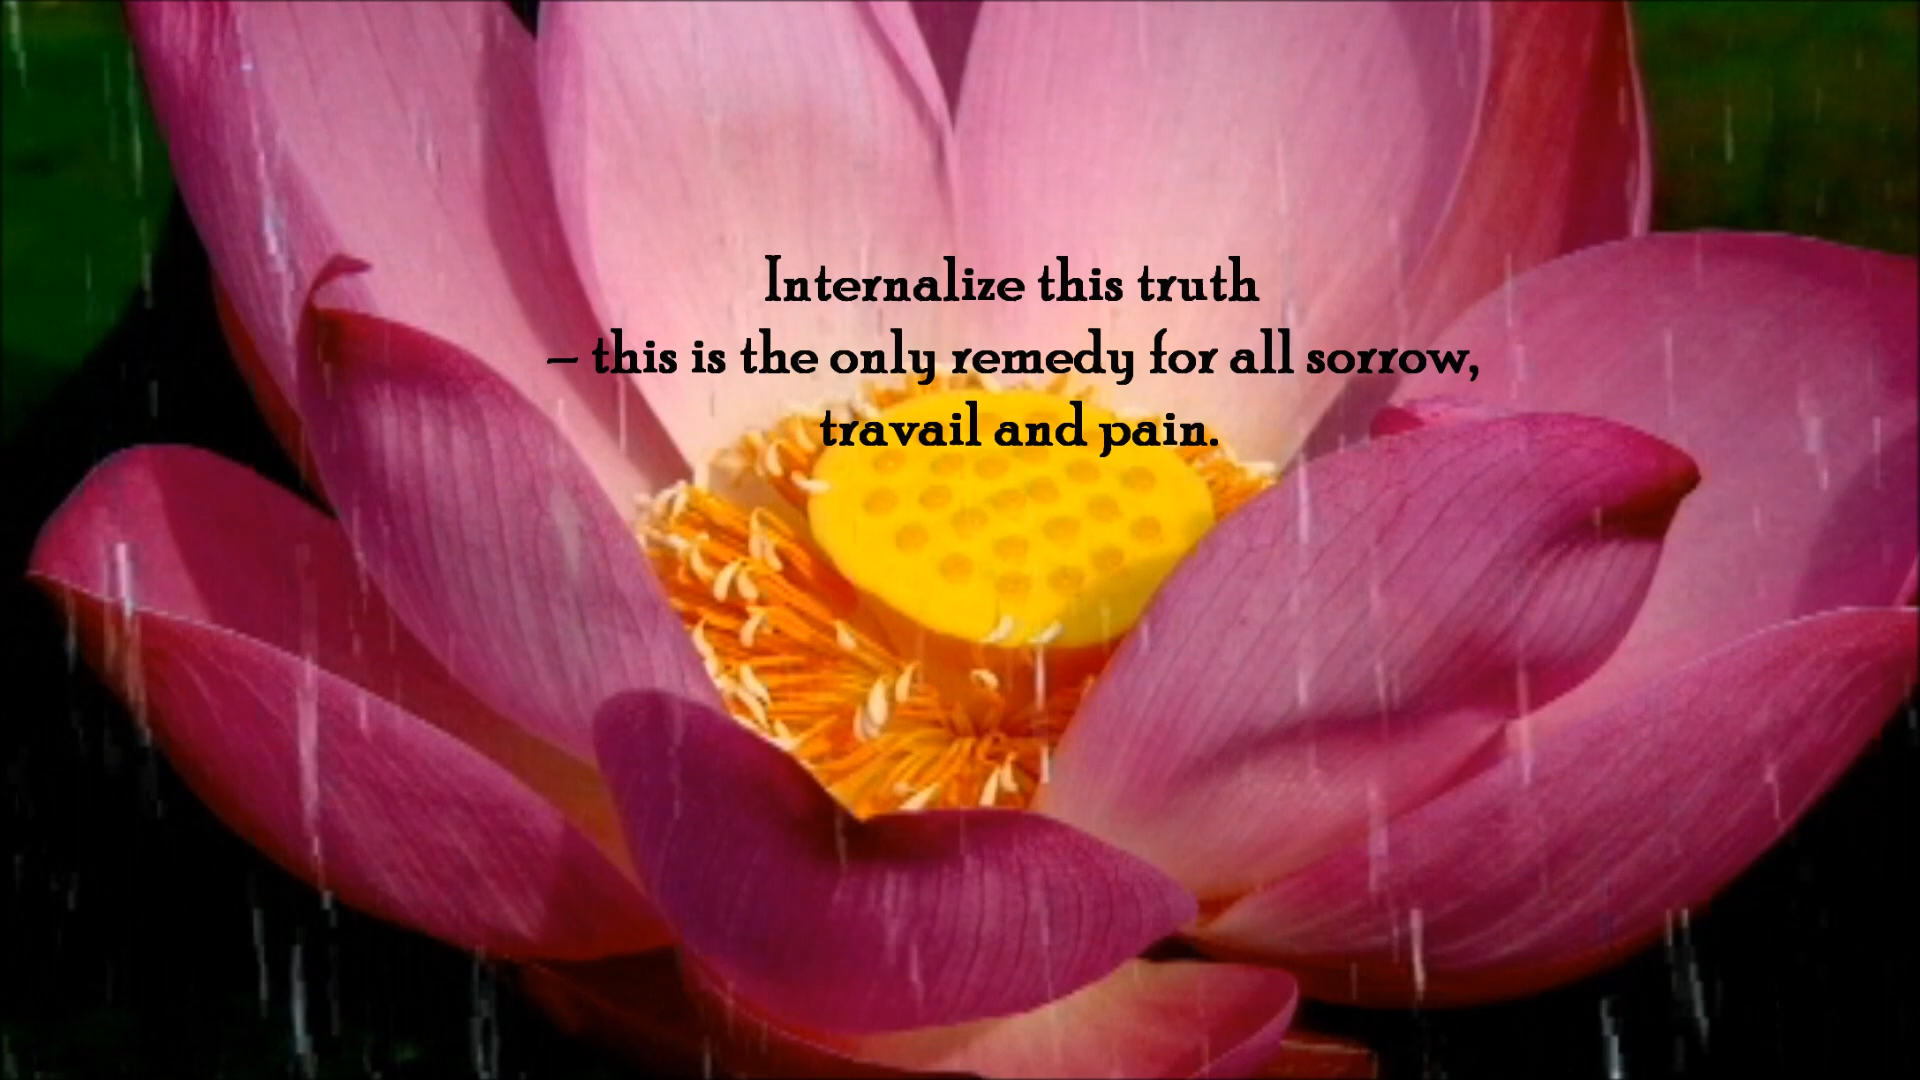 Internalize this truth
– this is the only remedy for all sorrow,
travail and pain.